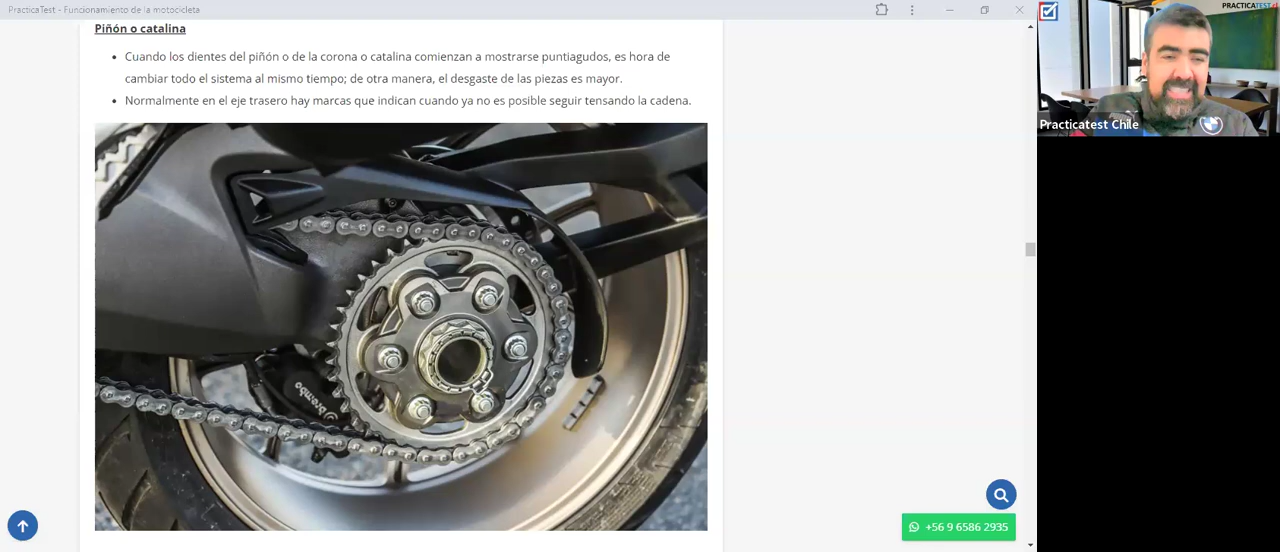 PracticaTest - Funcionamiento de la motocicleta
Piñón o catalina
Cuando los dientes del piñón o de la corona o catalina comienzan a mostrarse puntiagudos, es hora de
cambiar todo el sistema al mismo tiempo; de otra manera, el desgaste de las piezas es mayor.
Normalmente en el eje trasero hay marcas que indican cuando ya no es posible seguir tensando la cadena.
brembo
+56 9 6586 2935
PRACTICATEST.cl
Practicatest Chile